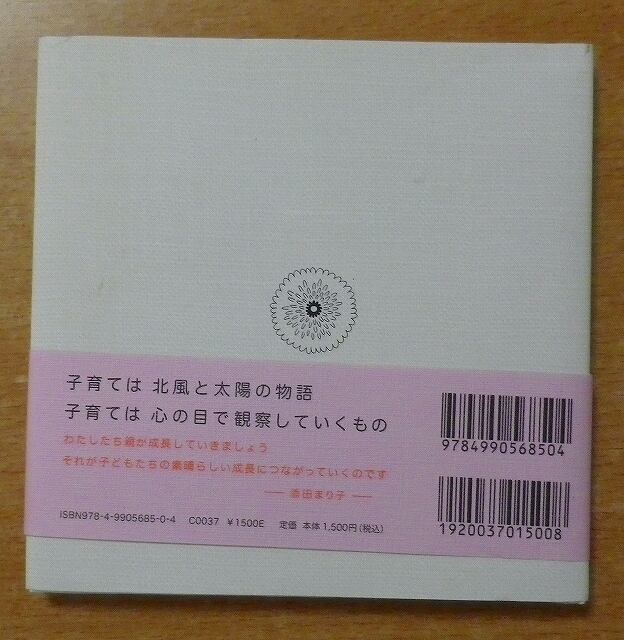 子育ては 北風と太陽の物語
子育ては 心の目で観察していくもの
わたしたち親が成長していきましょう
それが子どもたちの素晴らしい成長につながっていくのです
田まり子
ISBN978-4-9905685-0-4 C0037 ¥1500E 定価 本体1,500円(税込)
9784990568504
1920037015008